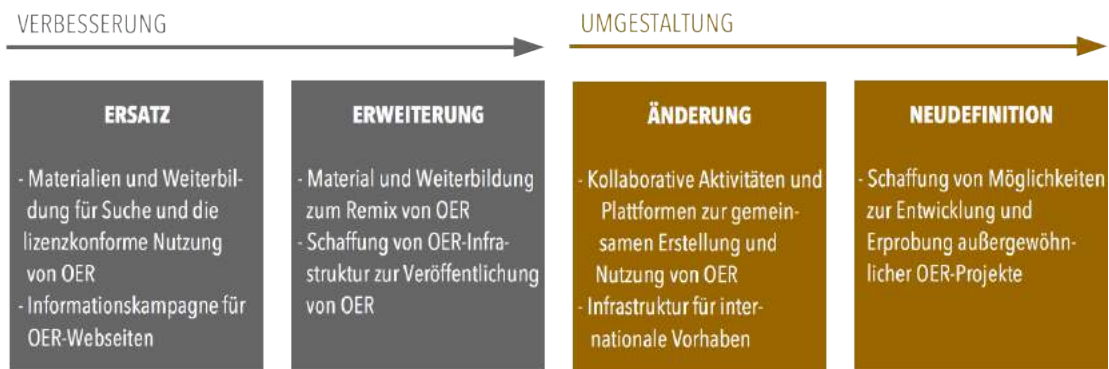 VERBESSERUNG
UMGESTALTUNG
ERSATZ
- Materialien und Weiterbil-
dung für Suche und die
lizenzkonforme Nutzung
von OER
- Informationskampagne für
OER-Webseiten
ERWEITERUNG
- Material und Weiterbildung
zum Remix von OER
- Schaffung von OER-Infra-
struktur zur Veröffentlichung
von OER
ÄNDERUNG
- Kollaborative Aktivitäten und
Plattformen zur gemein-
samen Erstellung und
Nutzung von OER
- Infrastruktur für inter-
nationale Vorhaben
NEUDEFINITION
- Schaffung von Möglichkeiten
zur Entwicklung und
Erprobung außergewöhn-
licher OER-Projekte